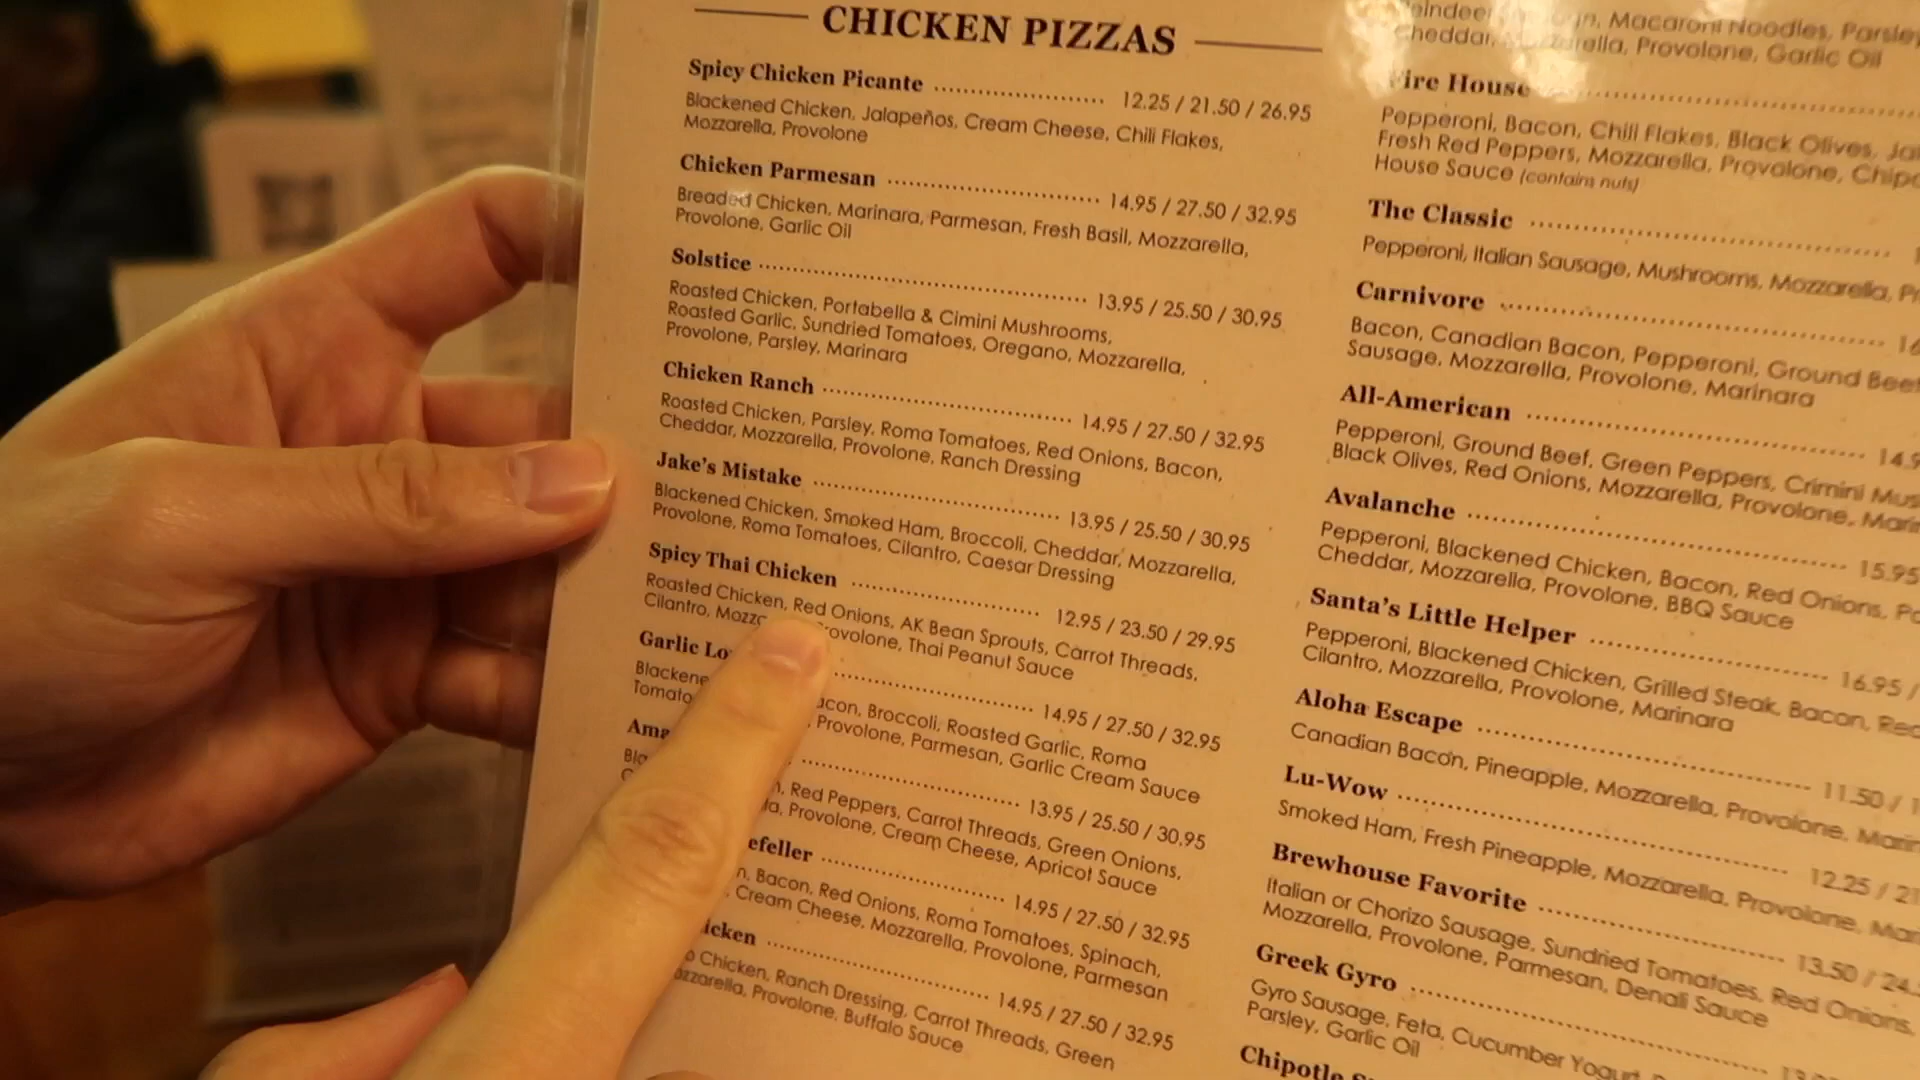 CHICKEN PIZZAS
Spicy Chicken Picante 12.25 / 21.50 / 26.95
Blackened Chicken, Jalapeños, Cream Cheese, Chili Flakes,
Mozzarella, Provolone
Chicken Parmesan 14.95 / 27.50 / 32.95
Breaded Chicken, Marinara, Parmesan, Fresh Basil, Mozzarella,
Provolone, Garlic Oil
Solstice 13.95 / 25.50 / 30.95
Roasted Chicken, Portabella & Cimini Mushrooms,
Roasted Garlic, Sundried Tomatoes, Oregano, Mozzarella,
Provolone, Parsley, Marinara
Chicken Ranch 14.95 / 27.50 / 32.95
Roasted Chicken, Parsley, Roma Tomatoes, Red Onions, Bacon,
Cheddar, Mozzarella, Provolone, Ranch Dressing
Jake's Mistake 13.95 / 25.50 / 30.95
Blackened Chicken, Smoked Ham, Broccoli, Cheddar, Mozzarella,
Provolone, Roma Tomatoes, Cilantro, Caesar Dressing
Spicy Thai Chicken 12.95 / 23.50 / 29.95
Roasted Chicken, Red Onions, AK Bean Sprouts, Carrot Threads,
Cilantro, Provolone, Thai Peanut Sauce
Garlic 14.95 / 27.50 / 32.95
Broccoli, Roasted Garlic, Roma
Provolone, Parmesan, Garlic Cream Sauce
13.95 / 25.50 / 30.95
Red Peppers, Carrot Threads, Green Onions,
Provolone, Cream Cheese, Apricot Sauce
14.95 / 27.50 / 32.95
Bacon, Red Onions, Roma Tomatoes, Spinach,
Cream Cheese, Mozzarella, Provolone, Parmesan
14.95 / 27.50 / 32.95
Chicken, Ranch Dressing, Carrot Threads, Green
Provolone, Buffalo Sauce
Macaroni Noodles, Parsley
Cheddar, Provolone, Garlic Oil
Fire House
Pepperoni, Bacon, Chili Flakes, Black Olives,
Fresh Red Peppers, Mozzarella, Provolone,
House Sauce (contains nuts)
The Classic
Pepperoni, Italian Sausage, Mushrooms, Mozzarella,
Carnivore
Bacon, Canadian Bacon, Pepperoni, Ground Beef
Sausage, Mozzarella, Provolone, Marinara
All-American
Pepperoni, Ground Beef, Green Peppers, Crimini
Black Olives, Red Onions, Mozzarella, Provolone,
Avalanche 15.95
Pepperoni, Blackened Chicken, Bacon, Red Onions,
Cheddar, Mozzarella, Provolone, BBQ Sauce
Santa's Little Helper 16.95 /
Pepperoni, Blackened Chicken, Grilled Steak, Bacon,
Cilantro, Mozzarella, Provolone, Marinara
Aloha Escape 11.50 /
Canadian Bacon, Pineapple, Mozzarella, Provolone,
Lu-Wow 12.25 /
Smoked Ham, Fresh Pineapple, Mozzarella, Provolone,
Brewhouse Favorite 13.50 /
Italian or Chorizo Sausage, Sundried Tomatoes, Red Onions,
Mozzarella, Provolone, Parmesan, Denali Sauce
Greek Gyro
Gyro Sausage, Feta, Cucumber
Parsley, Garlic Oil
Chipotle